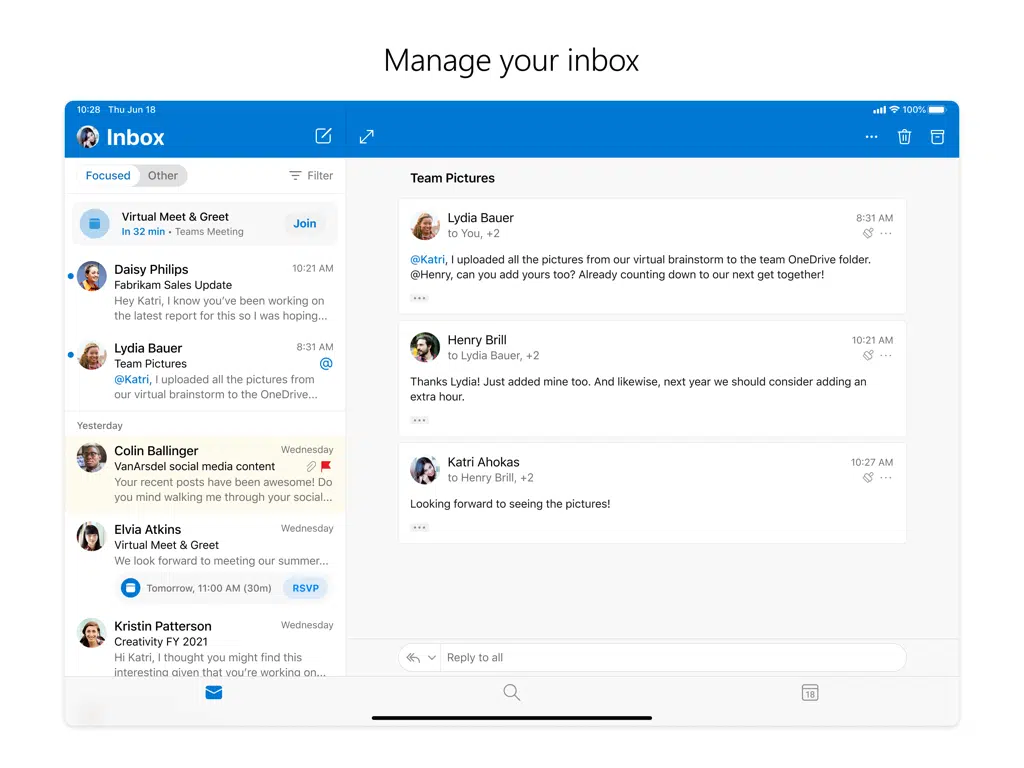 Manage your inbox
10:28 Thu Jun 18
100%
Inbox
Focused
Other
Filter
Virtual Meet & Greet
In 32 min • Teams Meeting
Join
Daisy Philips
10:21 AM
Fabrikam Sales Update
Hey Katri, I know you've been working on
the latest report for this so I was hoping...
Lydia Bauer
8:31 AM
Team Pictures
@
@Katri, I uploaded all the pictures from
our virtual brainstorm to the OneDrive...
Yesterday
Colin Ballinger
Wednesday
VanArsdel social media content
Your recent posts have been awesome! Do
you mind walking me through your social...
Elvia Atkins
Wednesday
Virtual Meet & Greet
We look forward to meeting our summer...
Tomorrow, 11:00 AM (30m)
RSVP
Kristin Patterson
Wednesday
Creativity FY 2021
Hi Katri, I thought you might find this
interesting given that you're working on...
Team Pictures
Lydia Bauer
8:31 AM
to You, +2
@Katri, I uploaded all the pictures from our virtual brainstorm to the team OneDrive folder.
@Henry, can you add yours too? Already counting down to our next get together!
Henry Brill
10:21 AM
to Lydia Bauer, +2
Thanks Lydia! Just added mine too. And likewise, next year we should consider adding an
extra hour.
Katri Ahokas
10:27 AM
to Henry Brill, +2
Looking forward to seeing the pictures!
Reply to all
18